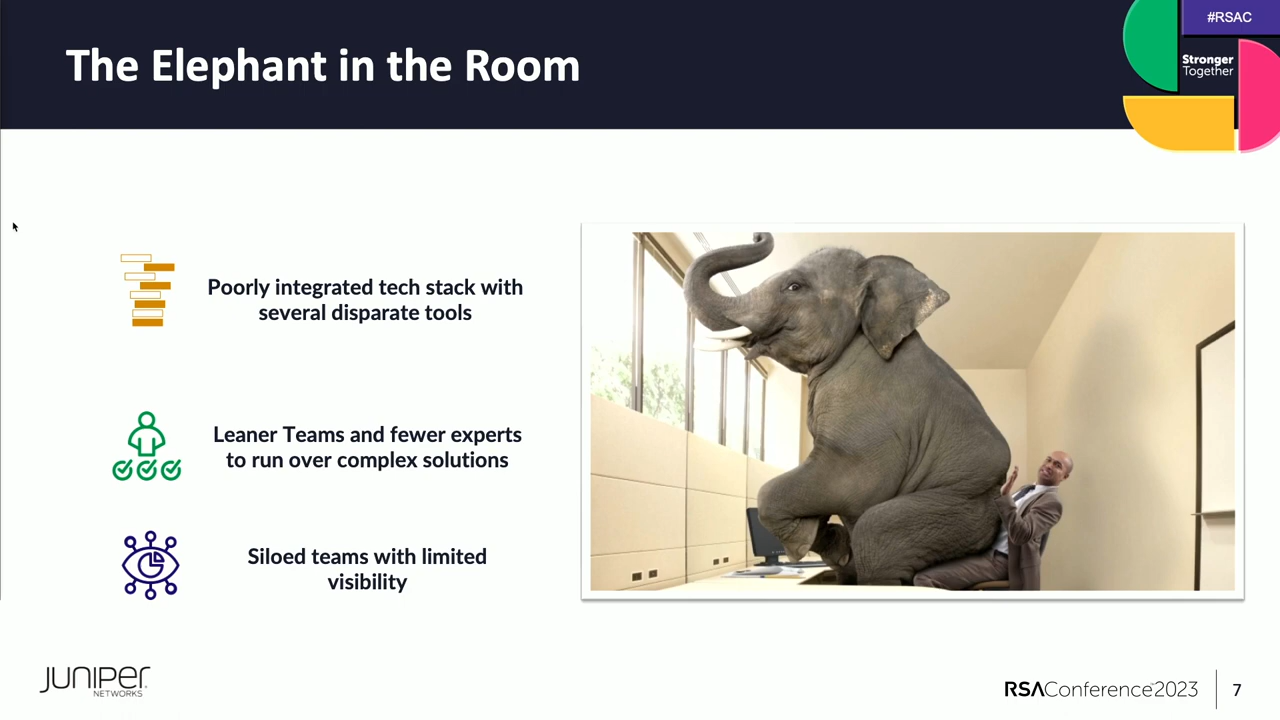 #RSAC
The Elephant in the Room
Stronger
Together
Poorly integrated tech stack with
several disparate tools
Leaner Teams and fewer experts
to run over complex solutions
Siloed teams with limited
visibility
JUNIPER
NETWORKS
RSAConference™2023
7